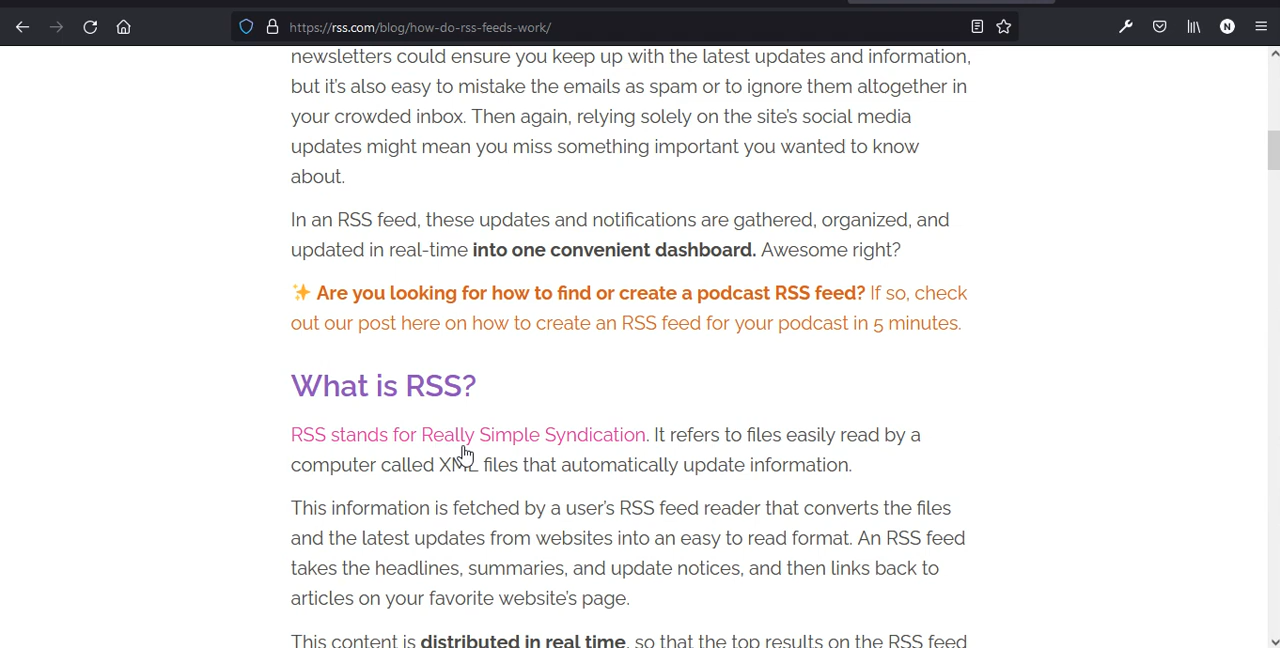 https://rss.com/blog/how-do-rss-feeds-work/
N
newsletters could ensure you keep up with the latest updates and information,
but it's also easy to mistake the emails as spam or to ignore them altogether in
your crowded inbox. Then again, relying solely on the site's social media
updates might mean you miss something important you wanted to know
about.
In an RSS feed, these updates and notifications are gathered, organized, and
updated in real-time into one convenient dashboard. Awesome right?
✨ Are you looking for how to find or create a podcast RSS feed? If so, check
out our post here on how to create an RSS feed for your podcast in 5 minutes.
What is RSS?
RSS stands for Really Simple Syndication. It refers to files easily read by a
computer called XML files that automatically update information.
This information is fetched by a user's RSS feed reader that converts the files
and the latest updates from websites into an easy to read format. An RSS feed
takes the headlines, summaries, and update notices, and then links back to
articles on your favorite website's page.
This content is distributed in real time, so that the top results on the RSS feed